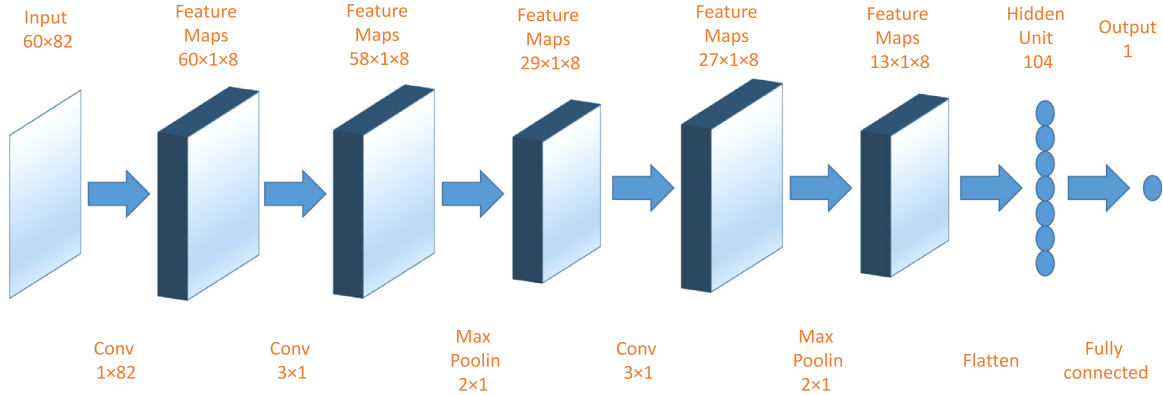 Input
60×82
Feature
Maps
60×1×8
Feature
Maps
58×1×8
Feature
Maps
29×1×8
Feature
Maps
27×1×8
Feature
Maps
13×1×8
Hidden
Unit
104
Output
1
Conv
1×82
Conv
3×1
Max
Poolin
2×1
Conv
3×1
Max
Poolin
2×1
Flatten
Fully
connected